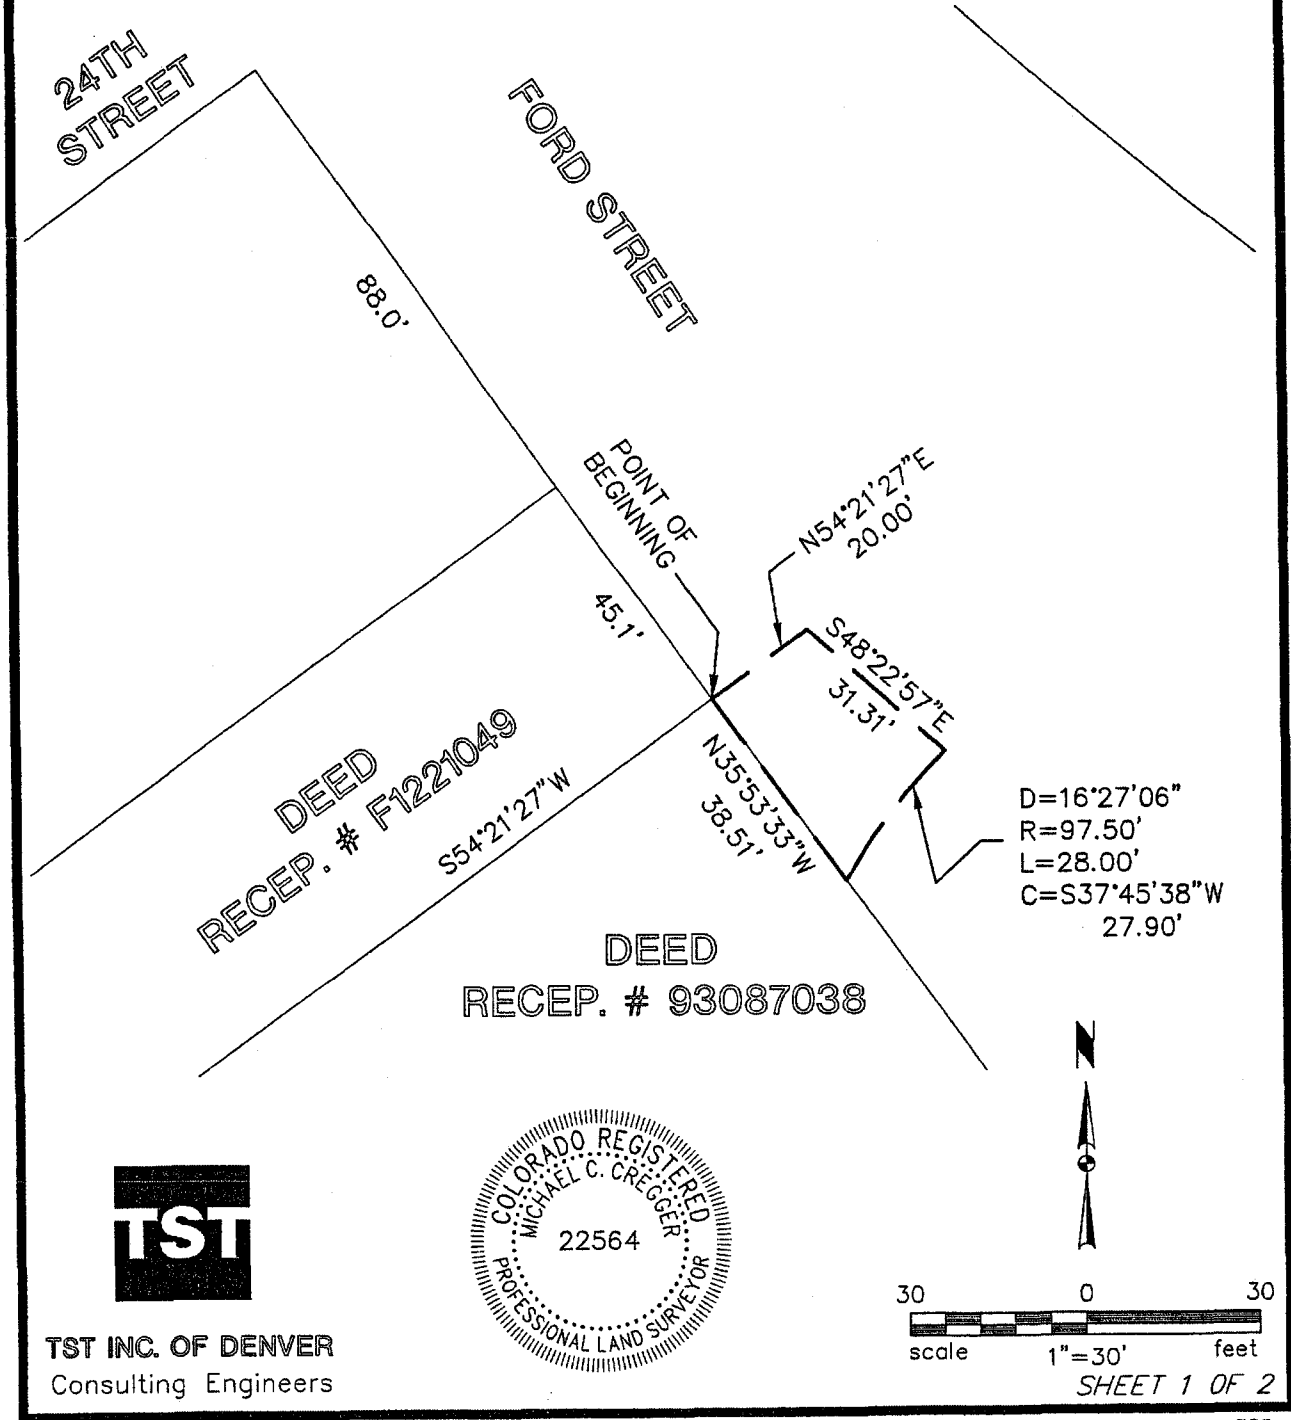 24TH
STREET
FORD STREET
88.0'
POINT OF
BEGINNING
N54°21'27"E
20.00'
45.1'
S48°22'57"E
31.31'
DEED
RECEP. # F1221049
S54°21'27"W
N35°53'33"W
38.51'
D=16°27'06"
R=97.50'
L=28.00'
C=S37°45'38"W
27.90'
DEED
RECEP. # 93087038
N
TST
TST INC. OF DENVER
Consulting Engineers
COLORADO REGISTERED
MICHAEL C. CREGGER
22564
PROFESSIONAL LAND SURVEYOR
30 0 30
scale 1"=30' feet
SHEET 1 OF 2